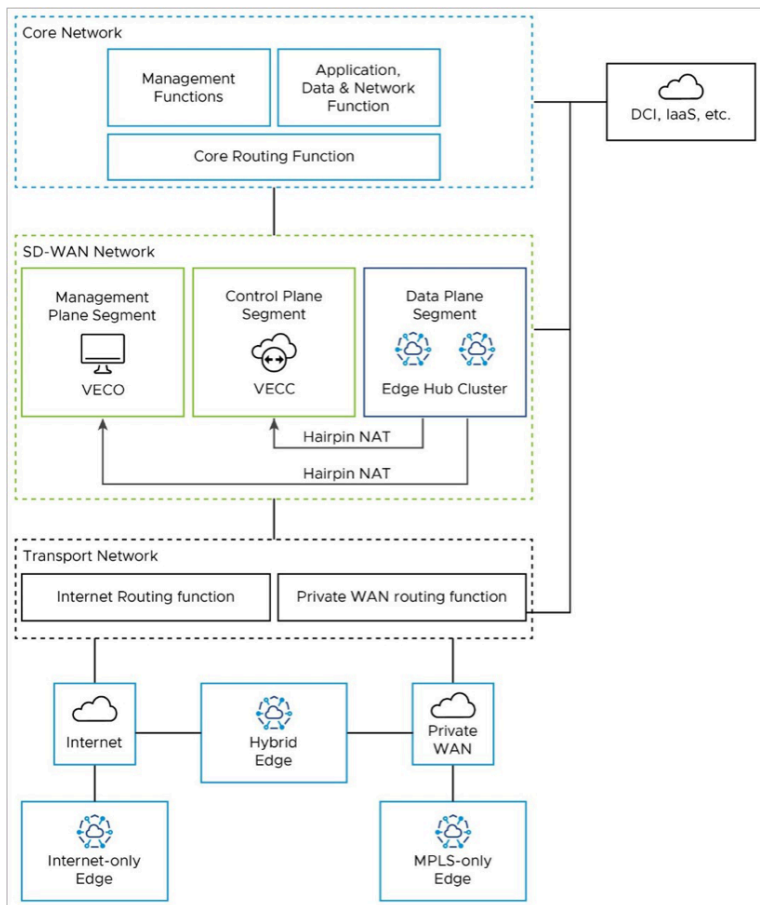 Core Network
Management
Functions
Application,
Data & Network
Function
Core Routing Function
DCI, IaaS, etc.
SD-WAN Network
Management
Plane Segment
VECO
Control Plane
Segment
VECC
Data Plane
Segment
Edge Hub Cluster
Hairpin NAT
Hairpin NAT
Transport Network
Internet Routing function
Private WAN routing function
Internet
Hybrid
Edge
Private
WAN
Internet-only
Edge
MPLS-only
Edge